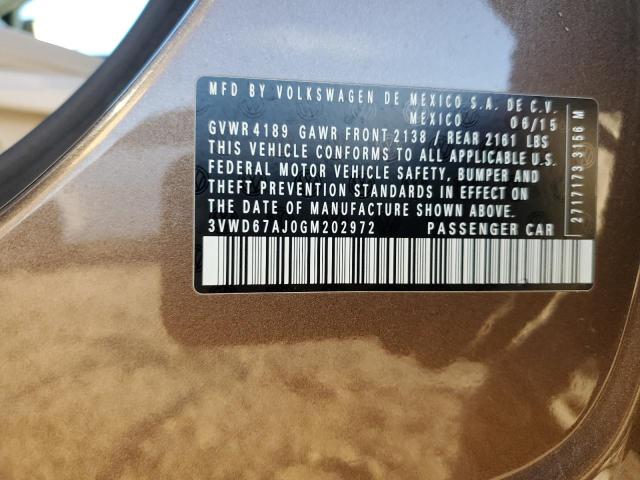 MFD BY VOLKSWAGEN DE MEXICO S.A. DE C.V.
MEXICO 06/15
GVWR 4189 GAWR FRONT 2138 / REAR 2161 LBS
THIS VEHICLE CONFORMS TO ALL APPLICABLE U.S.
FEDERAL MOTOR VEHICLE SAFETY, BUMPER AND
THEFT PREVENTION STANDARDS IN EFFECT ON
THE DATE OF MANUFACTURE SHOWN ABOVE.
3VWD67AJ0GM202972 PASSENGER CAR
2717173 3156 M